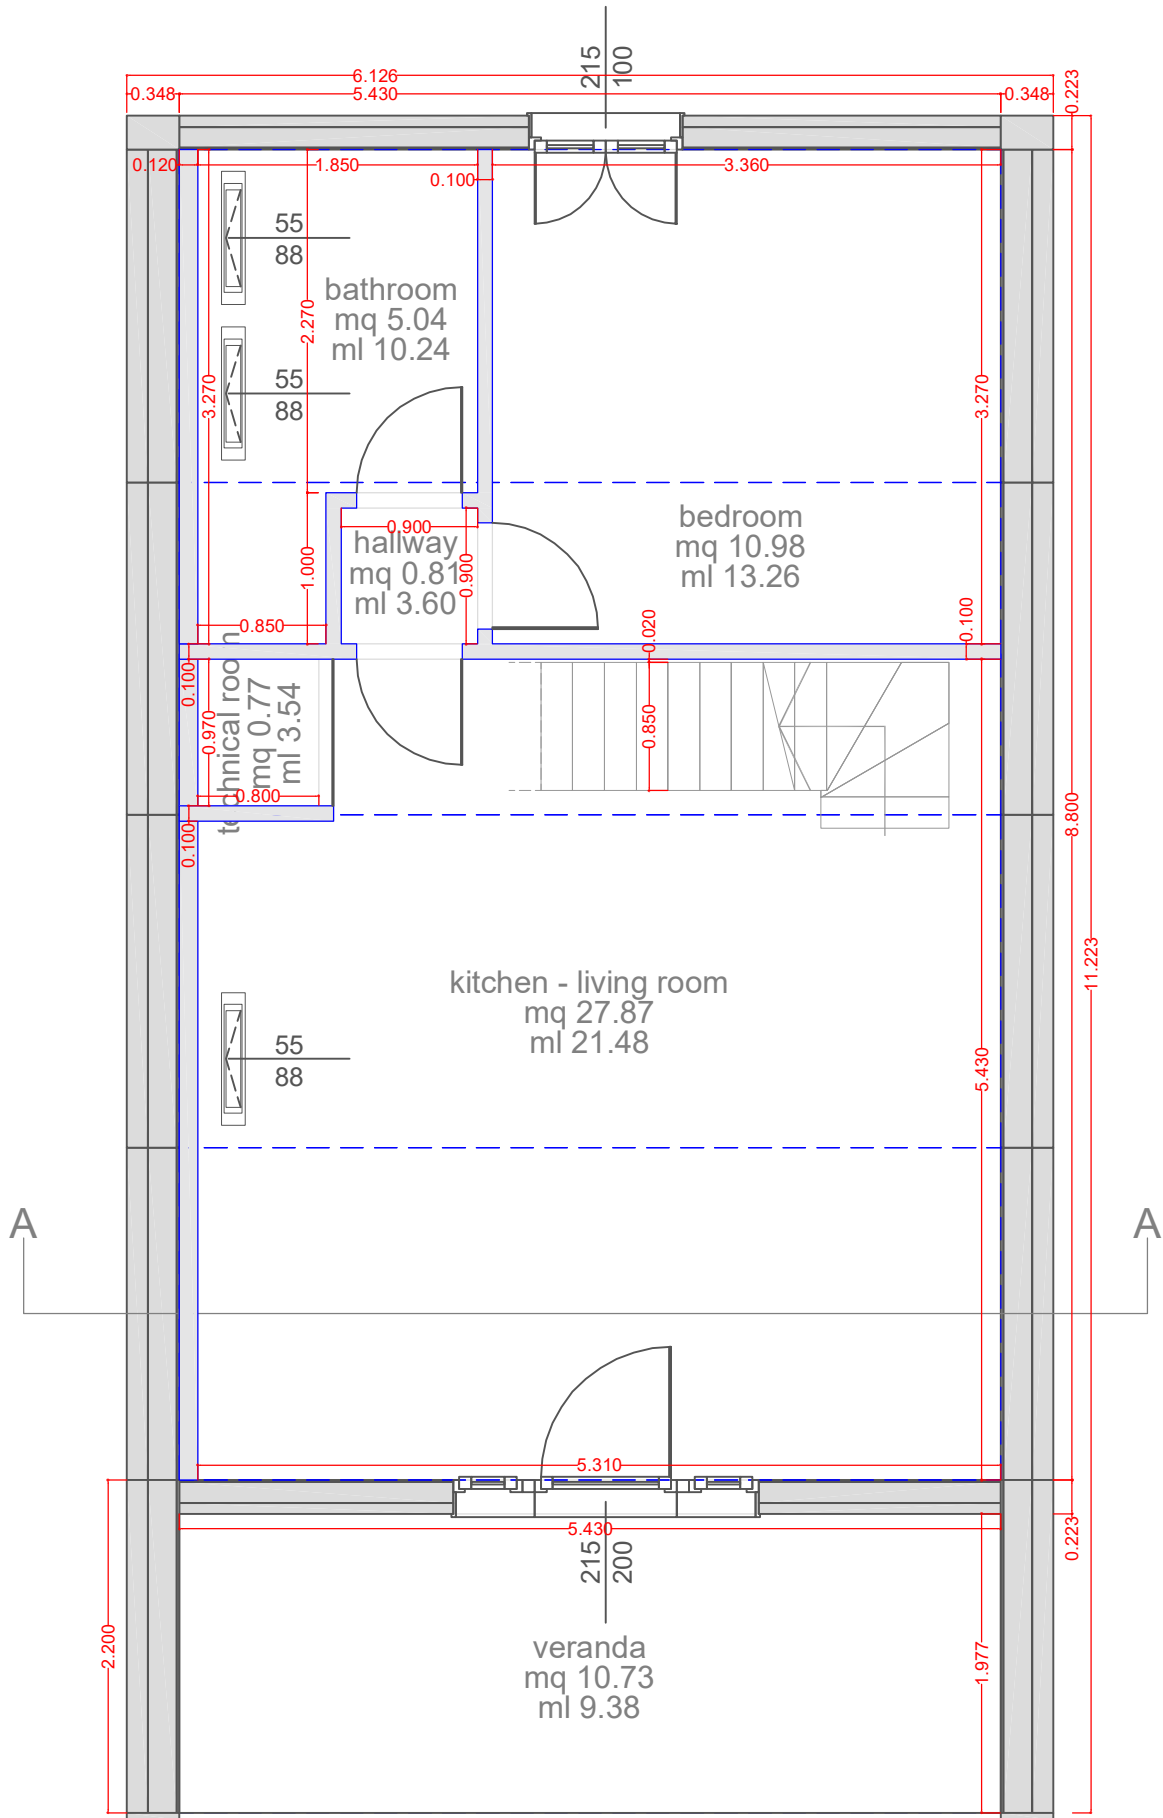 215
100
6.126
0.348
5.430
0.348
0.223
0.120
1.850
0.100
3.360
55
88
bathroom
mq 5.04
ml 10.24
2.270
55
88
3.270
3.270
0.900
hallway
mq 0.81
ml 3.60
0.900
1.000
bedroom
mq 10.98
ml 13.26
0.850
0.020
0.100
0.100
technical room
mq 0.77
ml 3.54
0.970
0.850
0.800
0.100
8.800
11.223
kitchen - living room
mq 27.87
ml 21.48
55
88
5.430
A
A
5.310
5.430
0.223
215
200
2.200
veranda
mq 10.73
ml 9.38
1.977